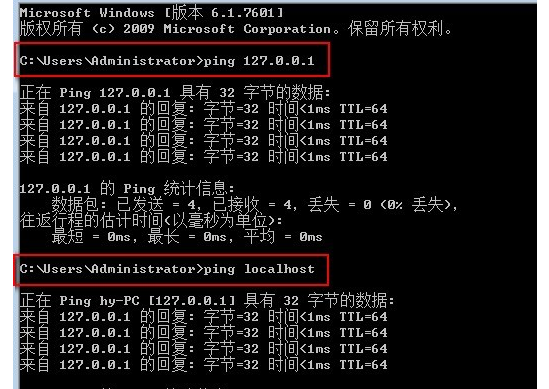 Microsoft Windows [版本 6.1.7601]
版权所有 (c) 2009 Microsoft Corporation。保留所有权利。
C:\Users\Administrator>ping 127.0.0.1
正在 Ping 127.0.0.1 具有 32 字节的数据:
来自 127.0.0.1 的回复: 字节=32 时间<1ms TTL=64
来自 127.0.0.1 的回复: 字节=32 时间<1ms TTL=64
来自 127.0.0.1 的回复: 字节=32 时间<1ms TTL=64
来自 127.0.0.1 的回复: 字节=32 时间<1ms TTL=64
127.0.0.1 的 Ping 统计信息:
数据包: 已发送 = 4, 已接收 = 4, 丢失 = 0 (0% 丢失),
往返行程的估计时间(以毫秒为单位):
最短 = 0ms, 最长 = 0ms, 平均 = 0ms
C:\Users\Administrator>ping localhost
正在 Ping hy-PC [127.0.0.1] 具有 32 字节的数据:
来自 127.0.0.1 的回复: 字节=32 时间<1ms TTL=64
来自 127.0.0.1 的回复: 字节=32 时间<1ms TTL=64
来自 127.0.0.1 的回复: 字节=32 时间<1ms TTL=64
来自 127.0.0.1 的回复: 字节=32 时间<1ms TTL=64